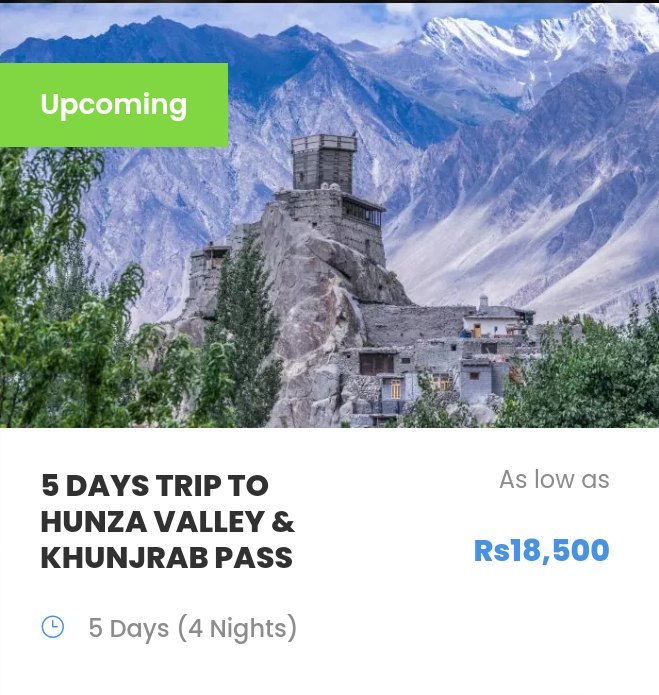 Upcoming
5 DAYS TRIP TO
HUNZA VALLEY &
KHUNJRAB PASS
As low as
Rs18,500
5 Days (4 Nights)